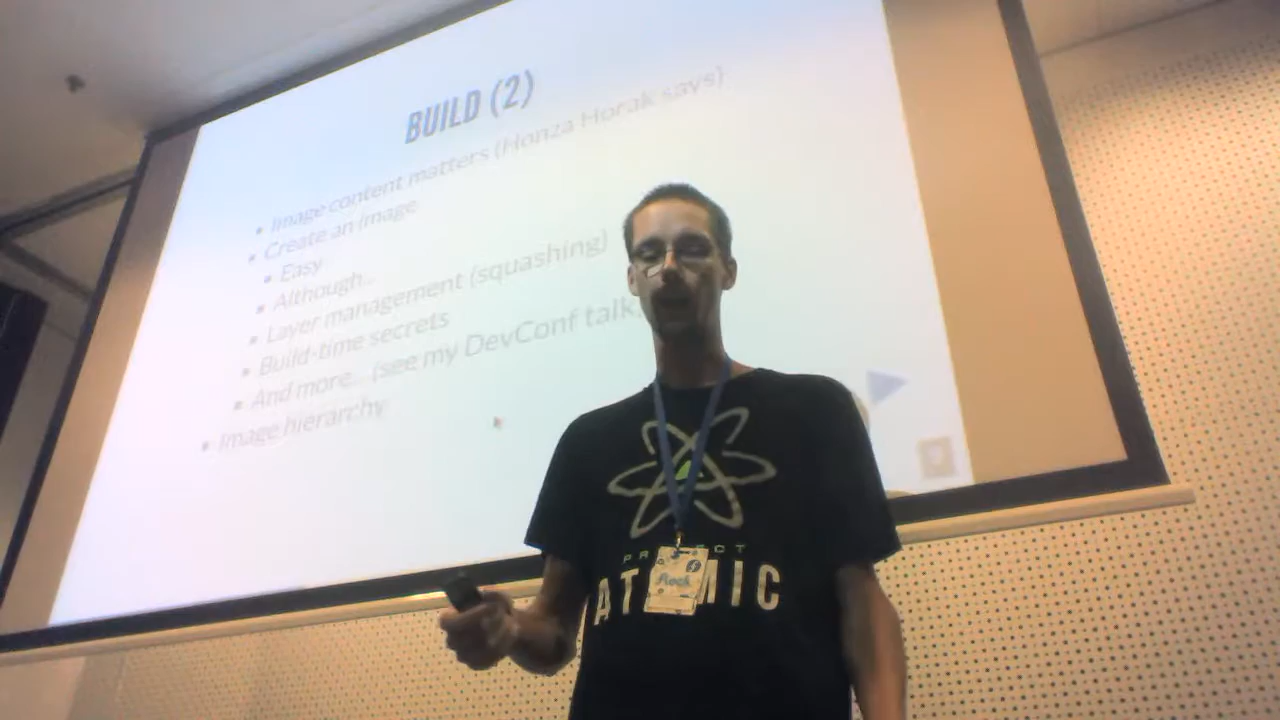 BUILD (2)
Image content matters (Honza Horak says)
Create an image
Easy
Although...
Layer management (squashing)
Build-time secrets
And more... (see my DevConf talk
Image hierarchy
PROJECT
ATOMIC
flock